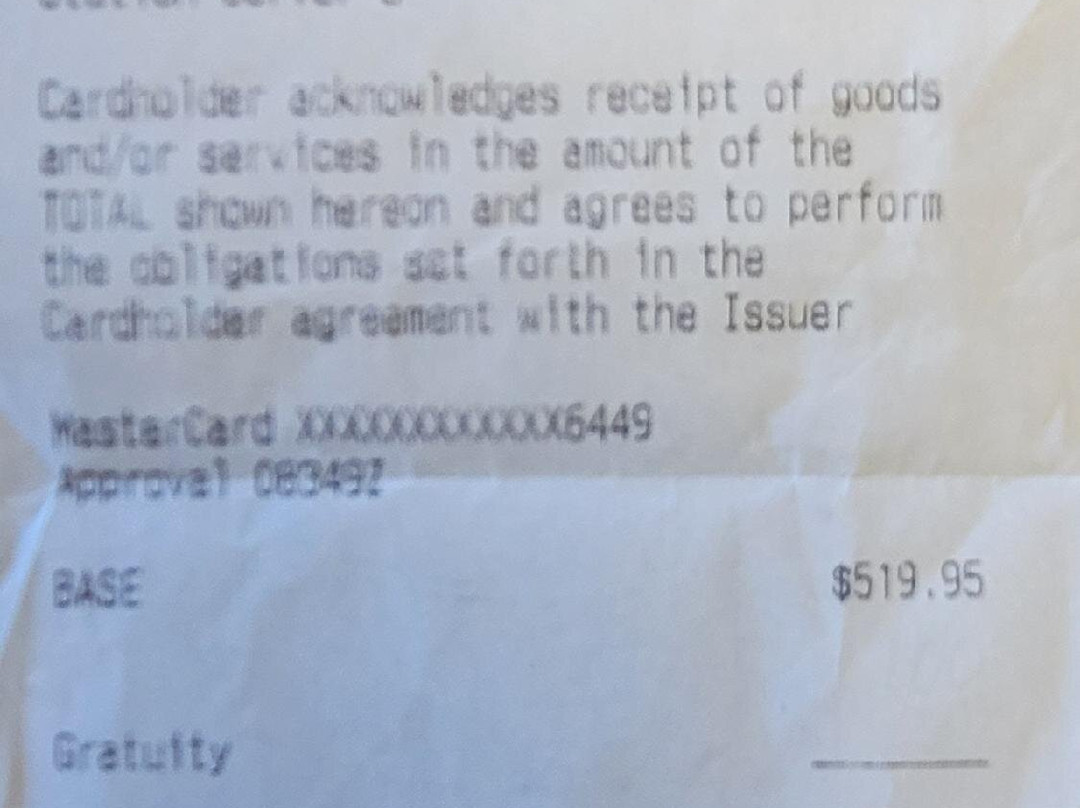 Cardholder acknowledges receipt of goods
and/or services in the amount of the
TOTAL shown hereon and agrees to perform
the obligations set forth in the
Cardholder agreement with the Issuer
MasterCard XXXXXXXXXXXX6449
Approval
BASE $519.95
Gratuity